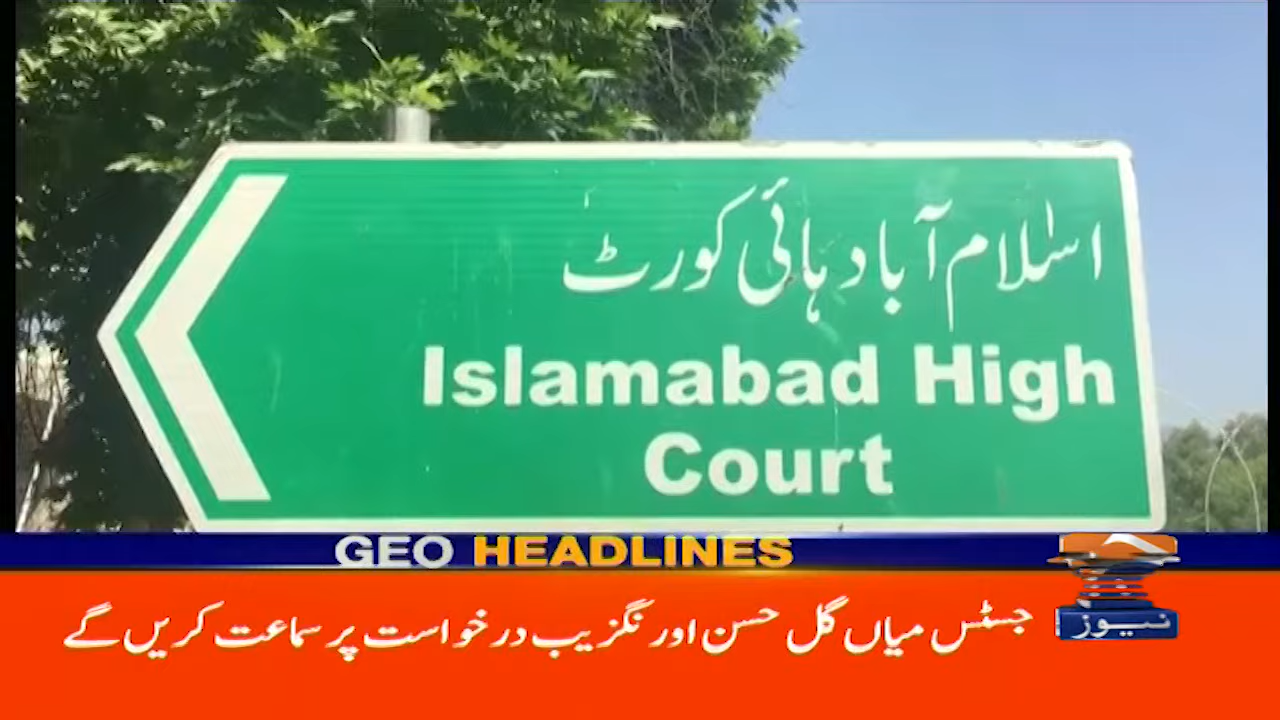 اسلام آباد ہائی کورٹ
Islamabad High
Court
GEO HEADLINES
جسٹس میاں گل حسن اورنگزیب درخواست پر سماعت کریں گے
نیوز